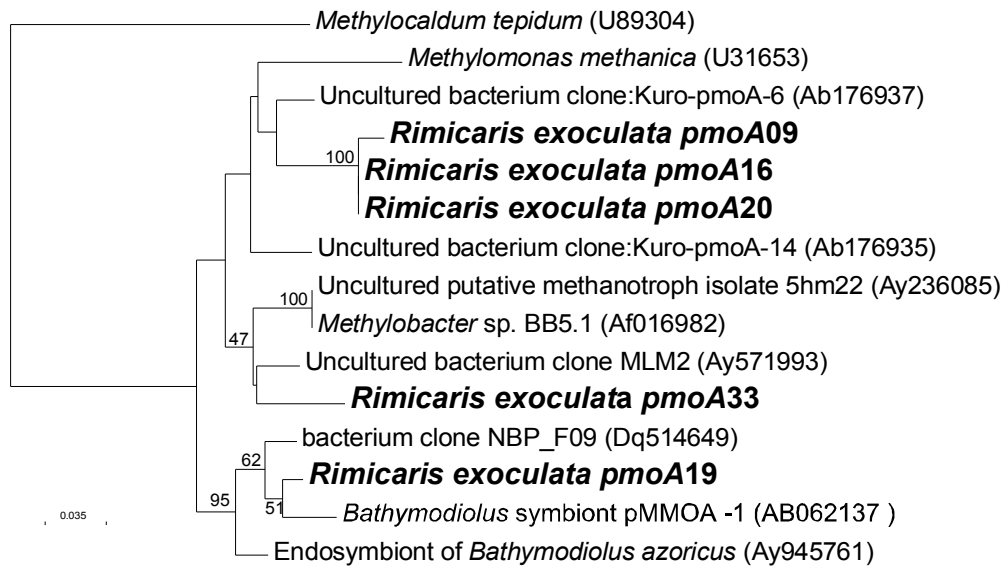 Methylocaldum tepidum (U89304)
Methylomonas methanica (U31653)
Uncultured bacterium clone:Kuro-pmoA-6 (Ab176937)
Rimicaris exoculata pmoA09
100
Rimicaris exoculata pmoA16
Rimicaris exoculata pmoA20
Uncultured bacterium clone:Kuro-pmoA-14 (Ab176935)
Uncultured putative methanotroph isolate 5hm22 (Ay236085)
100
Methylobacter sp. BB5.1 (Af016982)
47
Uncultured bacterium clone MLM2 (Ay571993)
Rimicaris exoculata pmoA33
bacterium clone NBP_F09 (Dq514649)
62
Rimicaris exoculata pmoA19
95
51
Bathymodiolus symbiont pMMOA -1 (AB062137 )
0.035
Endosymbiont of Bathymodiolus azoricus (Ay945761)